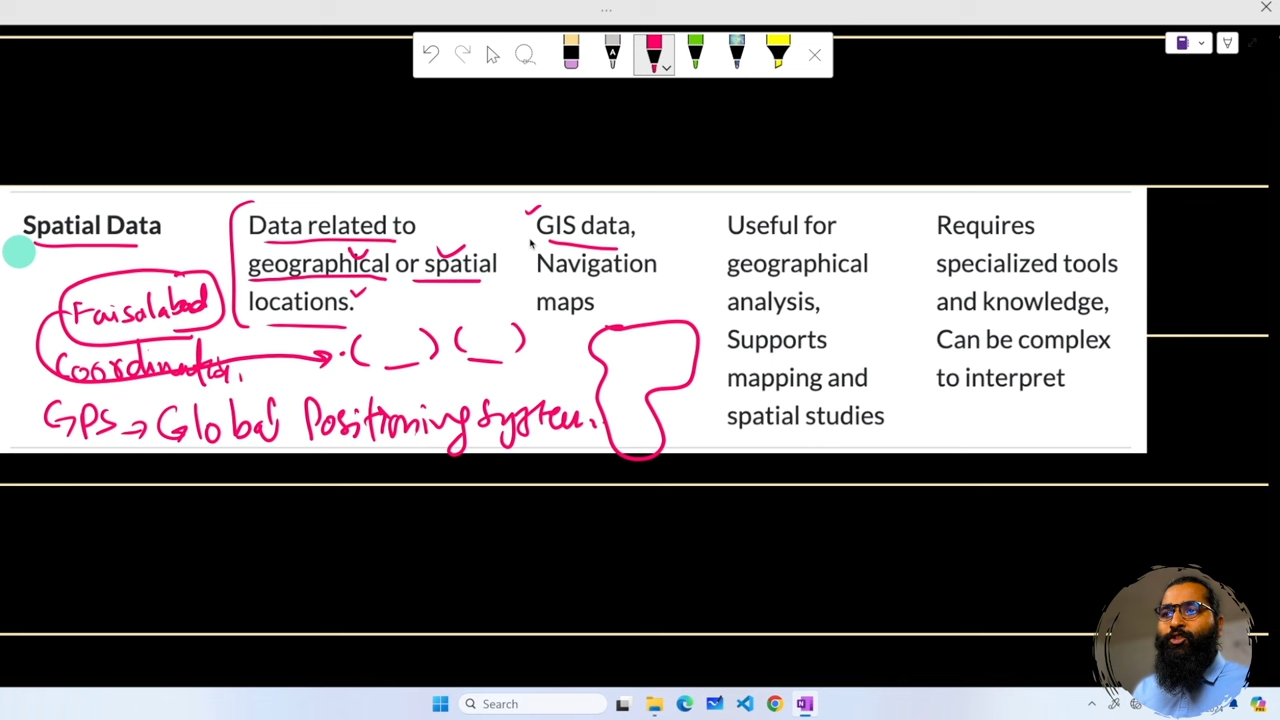 Spatial Data
Data related to
geographical or spatial
locations.
GIS data,
Navigation
maps
Useful for
geographical
analysis,
Supports
mapping and
spatial studies
Requires
specialized tools
and knowledge,
Can be complex
to interpret
Faisalabad
Coordinates.
( _ ) ( _ )
GPS → Global Positioning System.
Search